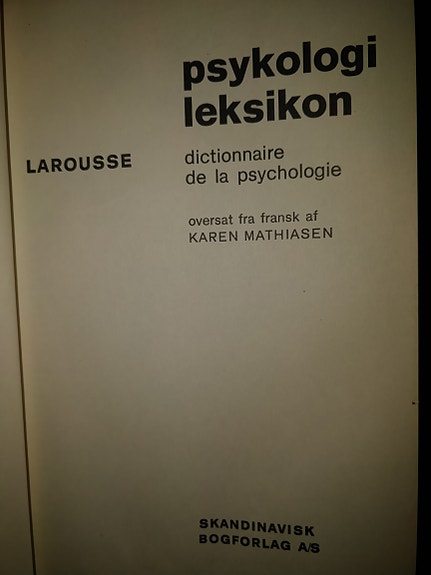 psykologi
leksikon
LAROUSSE
dictionnaire
de la psychologie
oversat fra fransk af
KAREN MATHIASEN
SKANDINAVISK
BOGFORLAG A/S